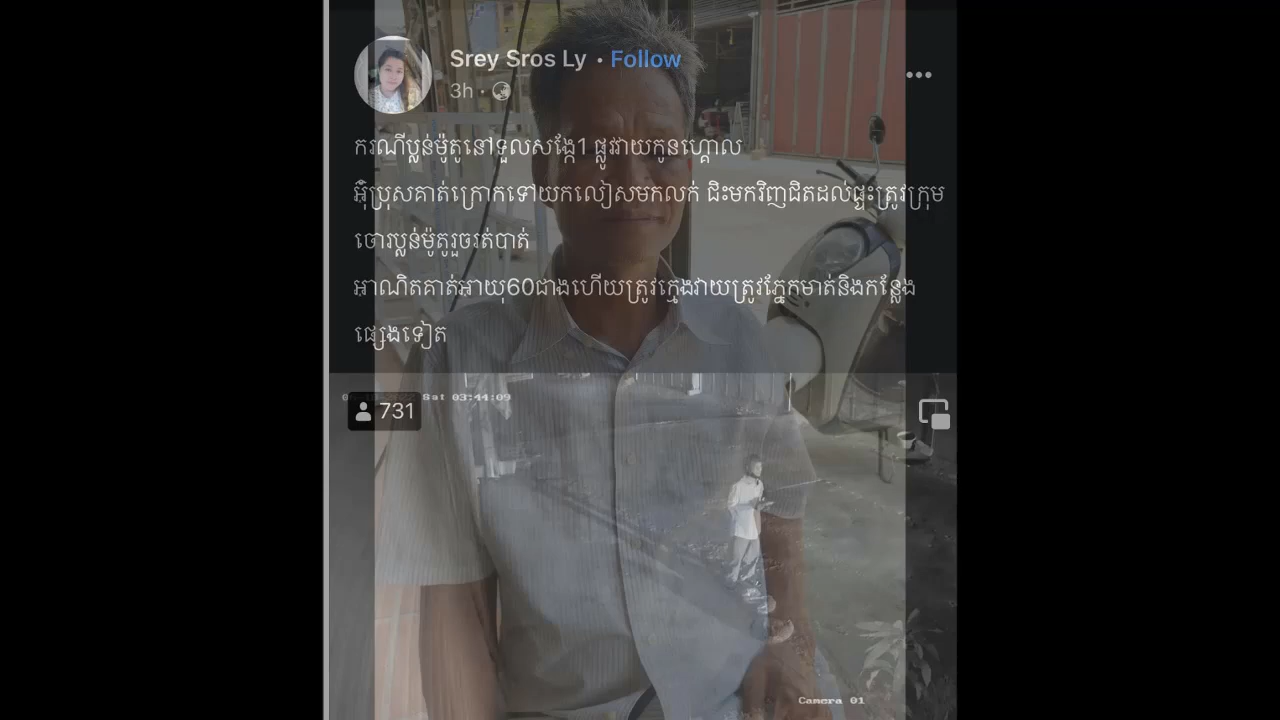 Srey Sros Ly • Follow
3h ·
ករណីប្លន់ម៉ូតូនៅទួលសង្កែ1 ផ្លូវវាយកូនហ្គោល
អ៊ុំប្រុសគាត់ក្រោកទៅយកលៀសមកលក់ ជិះមកវិញជិតដល់ផ្ទះត្រូវក្រុម
ចោរប្លន់ម៉ូតូរួចរត់បាត់
អាណិតគាត់អាយុ60ជាងហើយត្រូវក្មេងវាយត្រូវភ្នែកមាត់និងកន្លែង
ផ្សេងទៀត
Sat 03:44:09
731
Camera 01